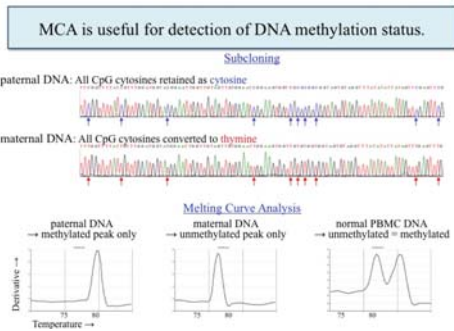 MCA is useful for detection of DNA methylation status.
Subcloning
paternal DNA: All CpG cytosines retained as cytosine
maternal DNA: All CpG cytosines converted to thymine
Melting Curve Analysis
paternal DNA
→ methylated peak only
maternal DNA
→ unmethylated peak only
normal PBMC DNA
→ unmethylated = methylated
Derivative →
75 80
75 80
75 80
Temperature →